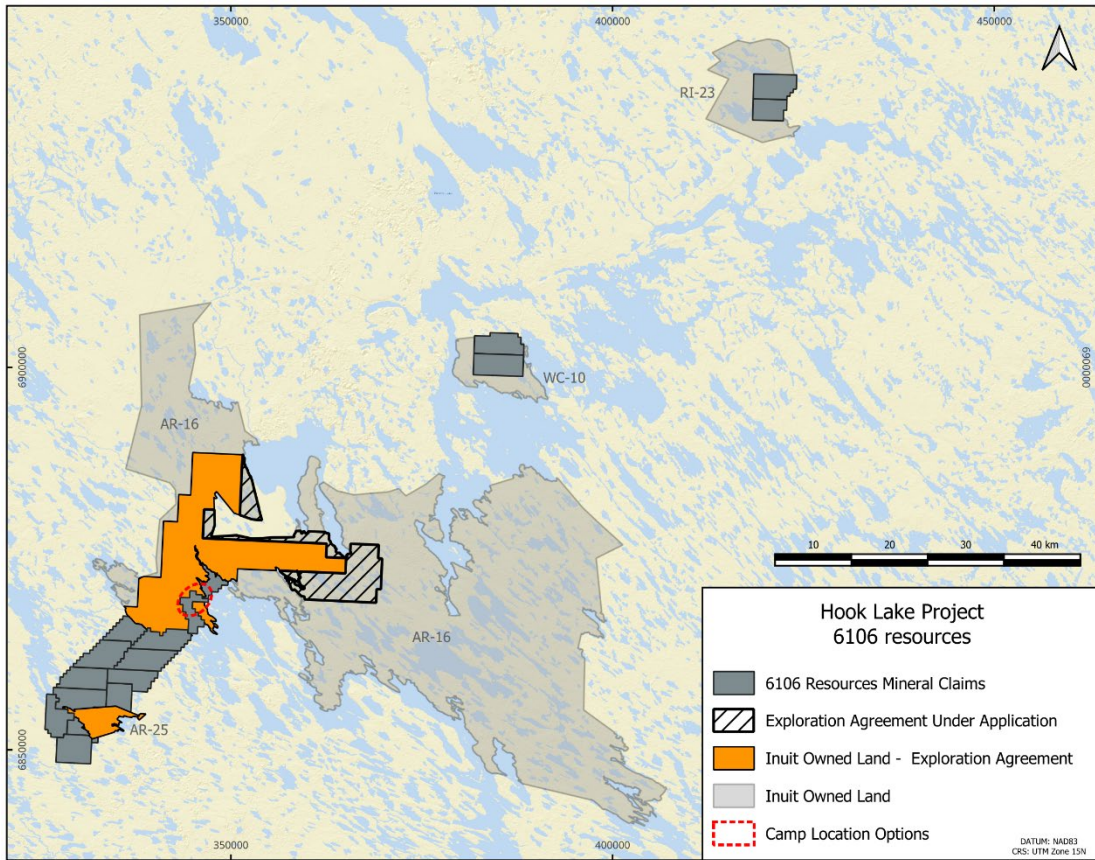 350000
400000
450000
RI-23
6900000
6900000
WC-10
AR-16
10
20
30
40 km
AR-16
AR-25
6850000
Hook Lake Project
6106 resources
6106 Resources Mineral Claims
Exploration Agreement Under Application
Inuit Owned Land - Exploration Agreement
Inuit Owned Land
Camp Location Options
DATUM: NAD83
CRS: UTM Zone 15N
350000
400000